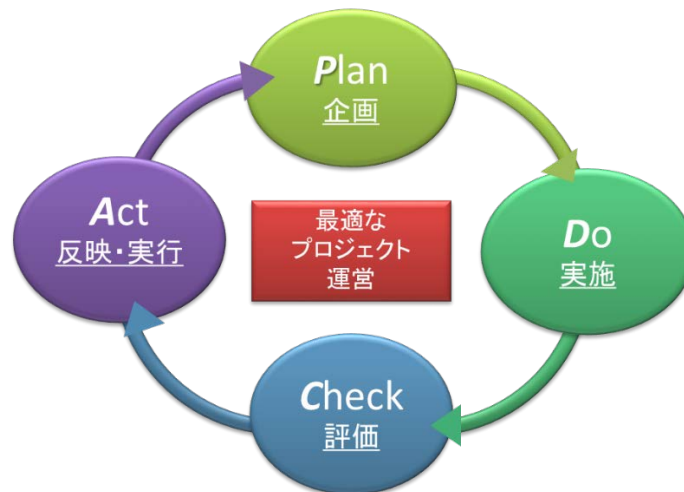 Plan
企画
Do
実施
Check
評価
Act
反映・実行
最適な
プロジェクト
運営